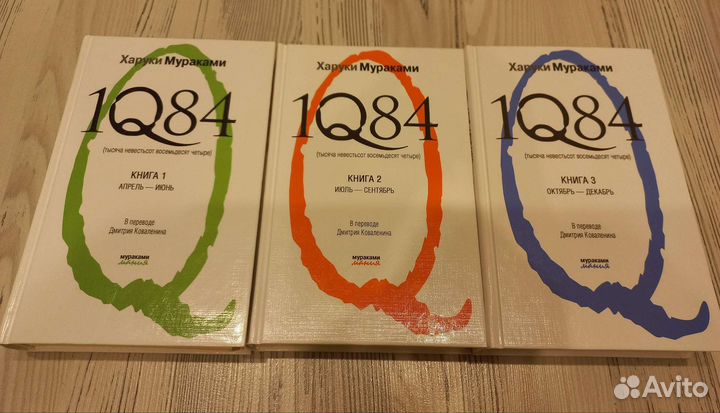 Харуки Мураками
1Q84
(тысяча невестьсот восемьдесят четыре)
КНИГА 1
АПРЕЛЬ — ИЮНЬ
В переводе
Дмитрия Коваленина
мураками
мания
Харуки Мураками
1Q84
(тысяча невестьсот восемьдесят четыре)
КНИГА 2
ИЮЛЬ — СЕНТЯБРЬ
В переводе
Дмитрия Коваленина
мураками
мания
Харуки Мураками
1Q84
(тысяча невестьсот восемьдесят четыре)
КНИГА 3
ОКТЯБРЬ — ДЕКАБРЬ
В переводе
Дмитрия Коваленина
мураками
мания
Avito